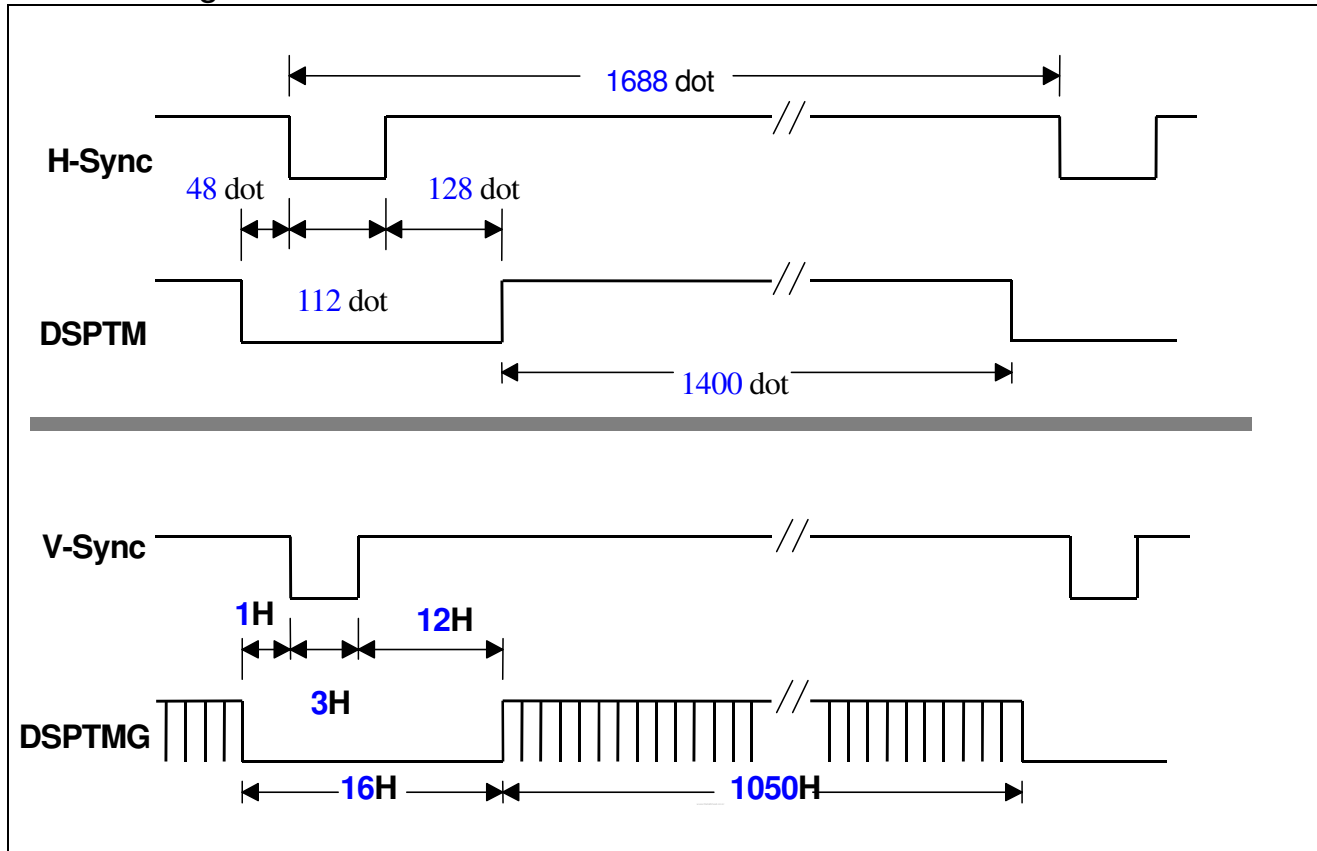 1688 dot
H-Sync
48 dot
128 dot
112 dot
DSPTM
1400 dot
V-Sync
1H
12H
3H
DSPTMG
16H
1050H